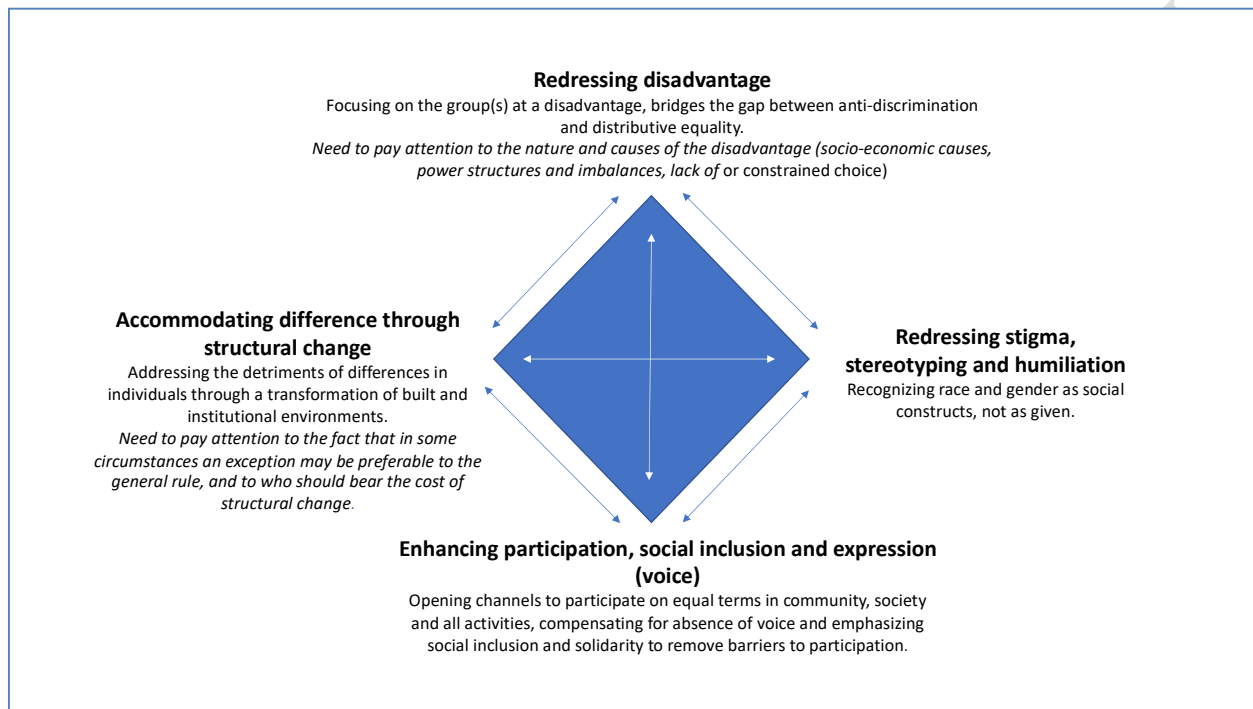 Redressing disadvantage
Focusing on the group(s) at a disadvantage, bridges the gap between anti-discrimination
and distributive equality.
Need to pay attention to the nature and causes of the disadvantage (socio-economic causes,
power structures and imbalances, lack of or constrained choice)
Accommodating difference through
structural change
Addressing the detriments of differences in
individuals through a transformation of built and
institutional environments.
Need to pay attention to the fact that in some
circumstances an exception may be preferable to the
general rule, and to who should bear the cost of
structural change.
Redressing stigma,
stereotyping and humiliation
Recognizing race and gender as social
constructs, not as given.
Enhancing participation, social inclusion and expression
(voice)
Opening channels to participate on equal terms in community, society
and all activities, compensating for absence of voice and emphasizing
social inclusion and solidarity to remove barriers to participation.